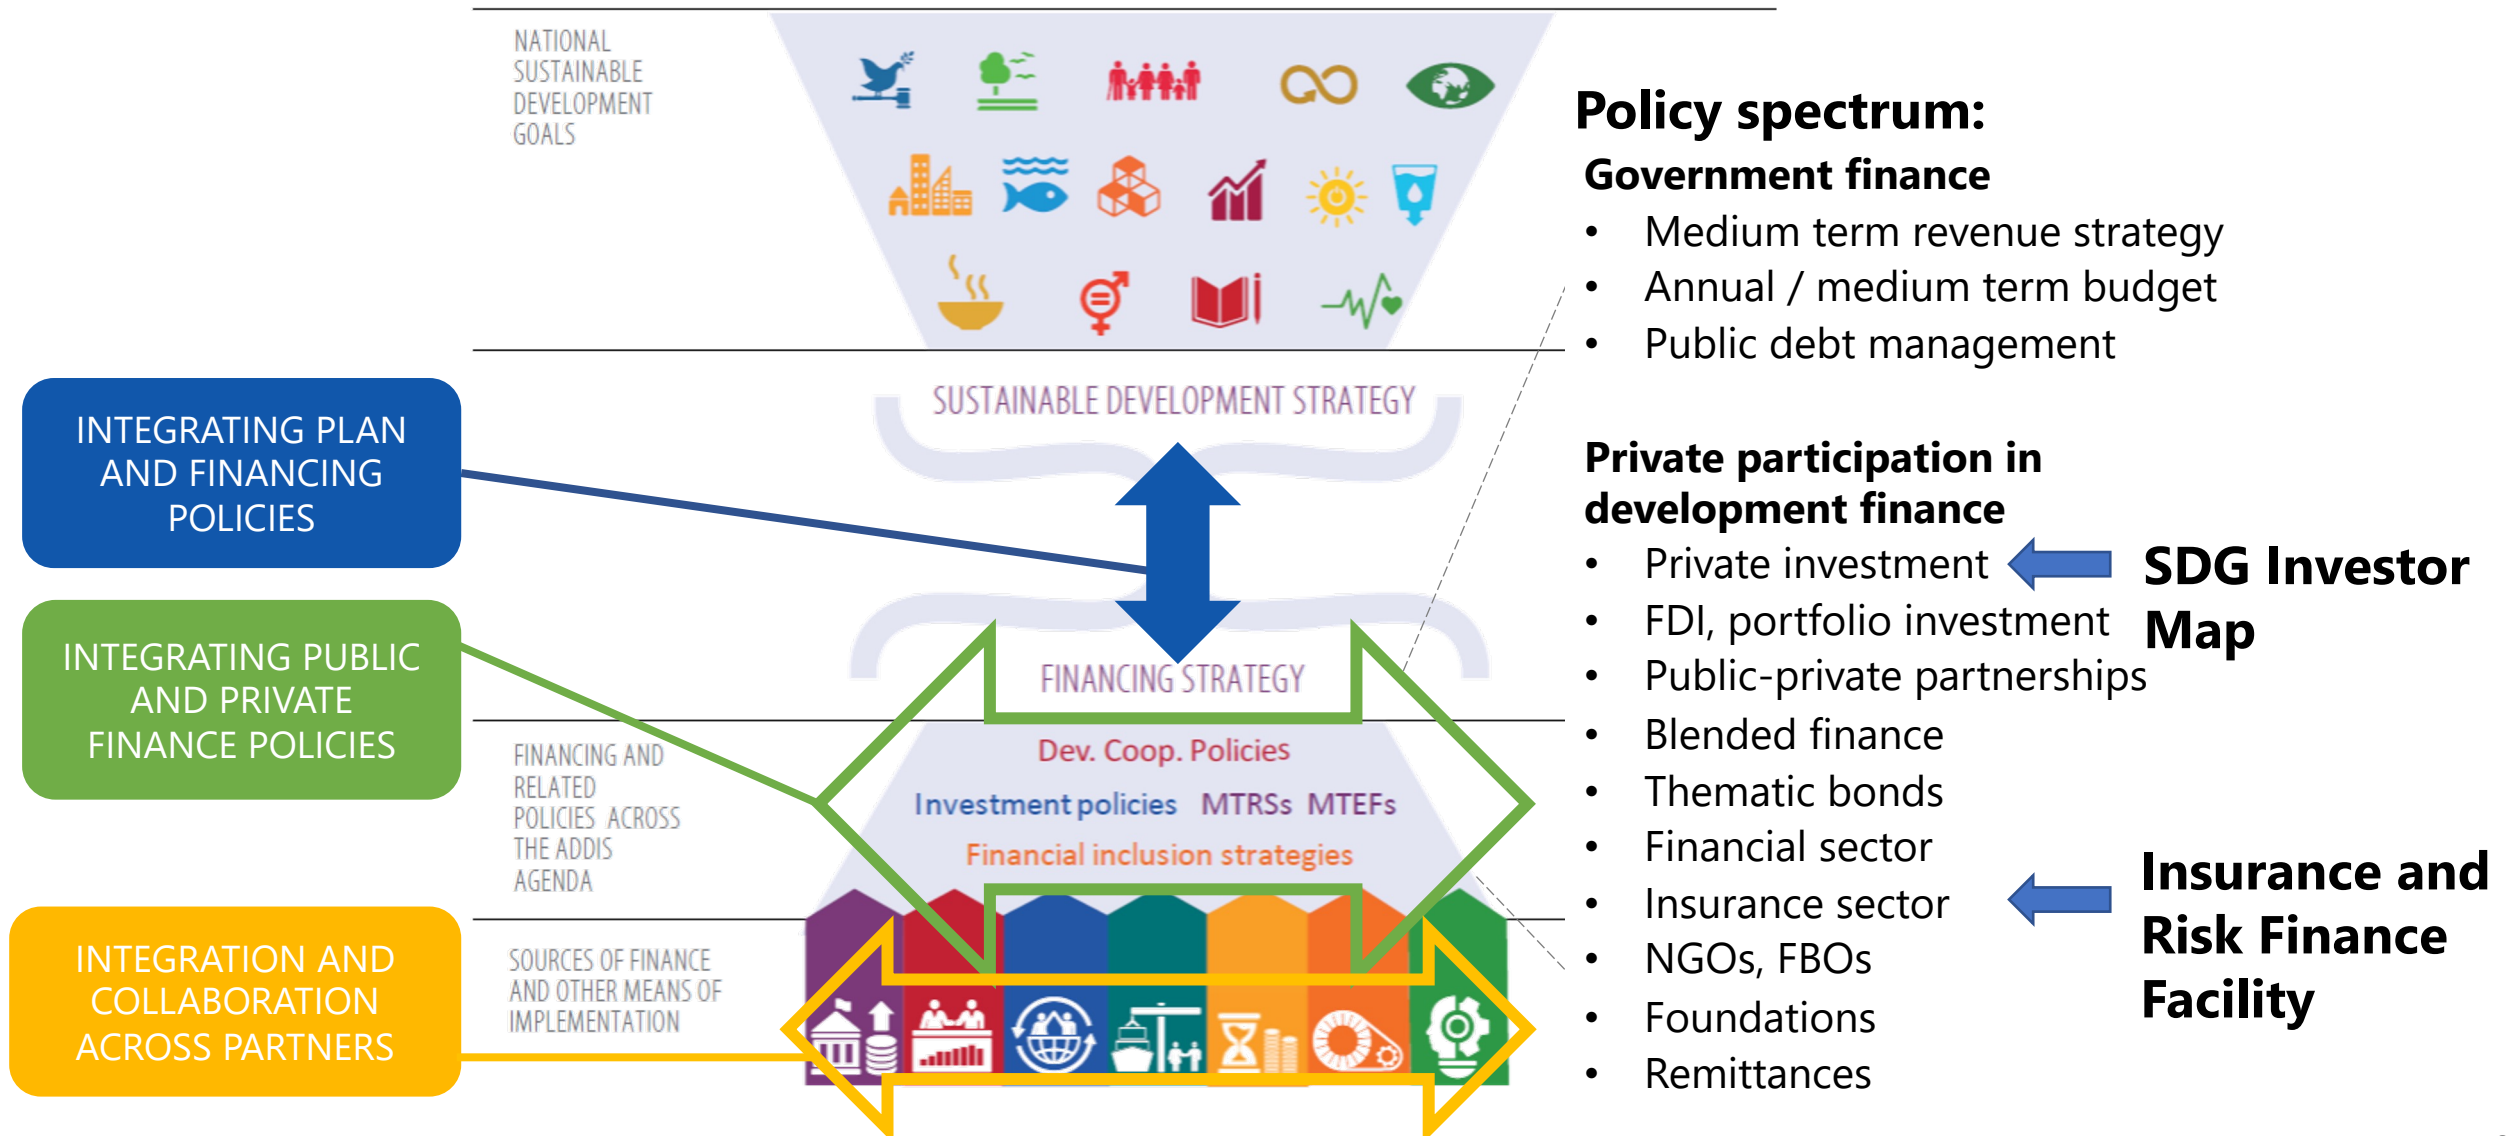 NATIONAL
SUSTAINABLE
DEVELOPMENT
GOALS
SUSTAINABLE DEVELOPMENT STRATEGY
INTEGRATING PLAN
AND FINANCING
POLICIES
INTEGRATING PUBLIC
AND PRIVATE
FINANCE POLICIES
FINANCING STRATEGY
FINANCING AND
RELATED
POLICIES ACROSS
THE ADDIS
AGENDA
Dev. Coop. Policies
Investment policies MTRSs MTEFs
Financial inclusion strategies
INTEGRATION AND
COLLABORATION
ACROSS PARTNERS
SOURCES OF FINANCE
AND OTHER MEANS OF
IMPLEMENTATION
Policy spectrum:
Government finance
• Medium term revenue strategy
• Annual / medium term budget
• Public debt management
Private participation in
development finance
• Private investment
• FDI, portfolio investment
• Public-private partnerships
• Blended finance
• Thematic bonds
• Financial sector
• Insurance sector
• NGOs, FBOs
• Foundations
• Remittances
SDG Investor
Map
Insurance and
Risk Finance
Facility